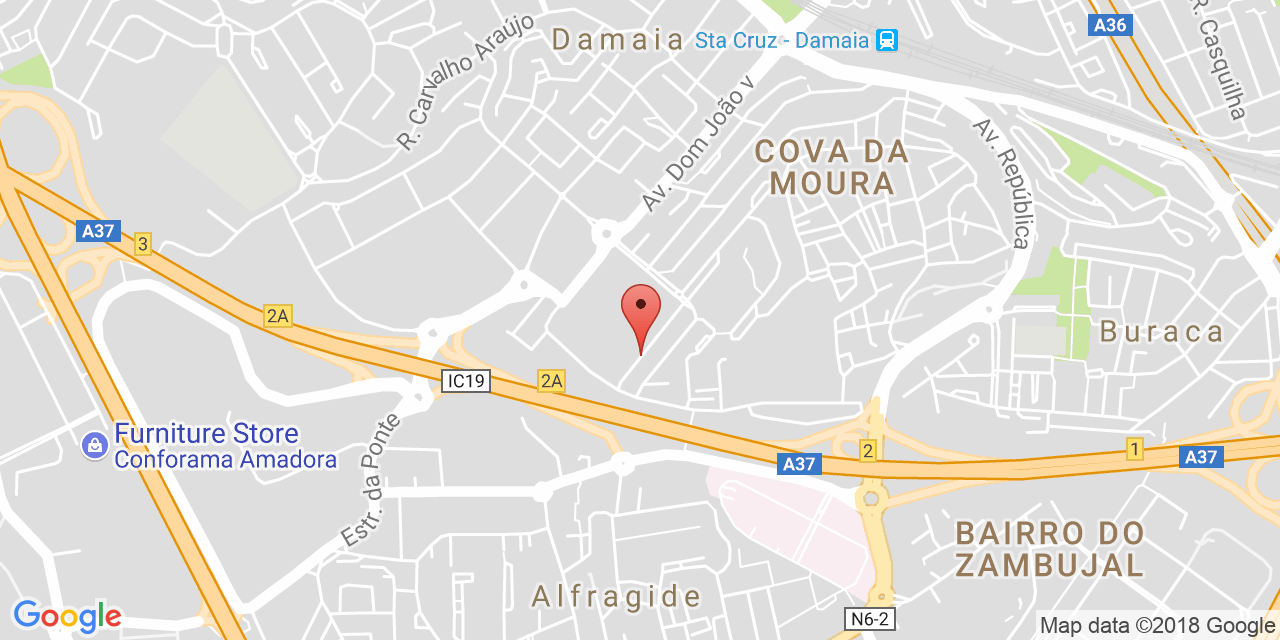 A36
Damaia
Sta Cruz - Damaia
R. Carvalho Araújo
R. Casquilha
Av. Dom João v
COVA DA
MOURA
Av. República
A37
3
2A
Buraca
IC19
2A
Furniture Store
Conforama Amadora
Estr. da Ponte
A37
2
1
A37
BAIRRO DO
ZAMBUJAL
Alfragide
N6-2
Google
Map data ©2018 Google